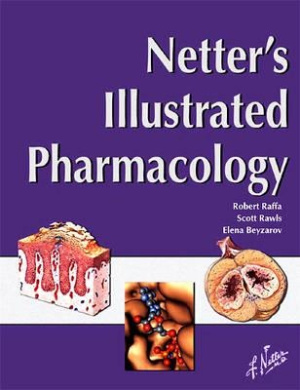 Netter's
Illustrated
Pharmacology
Robert Raffa
Scott Rawls
Elena Beyzarov
F. Netter
M.D.